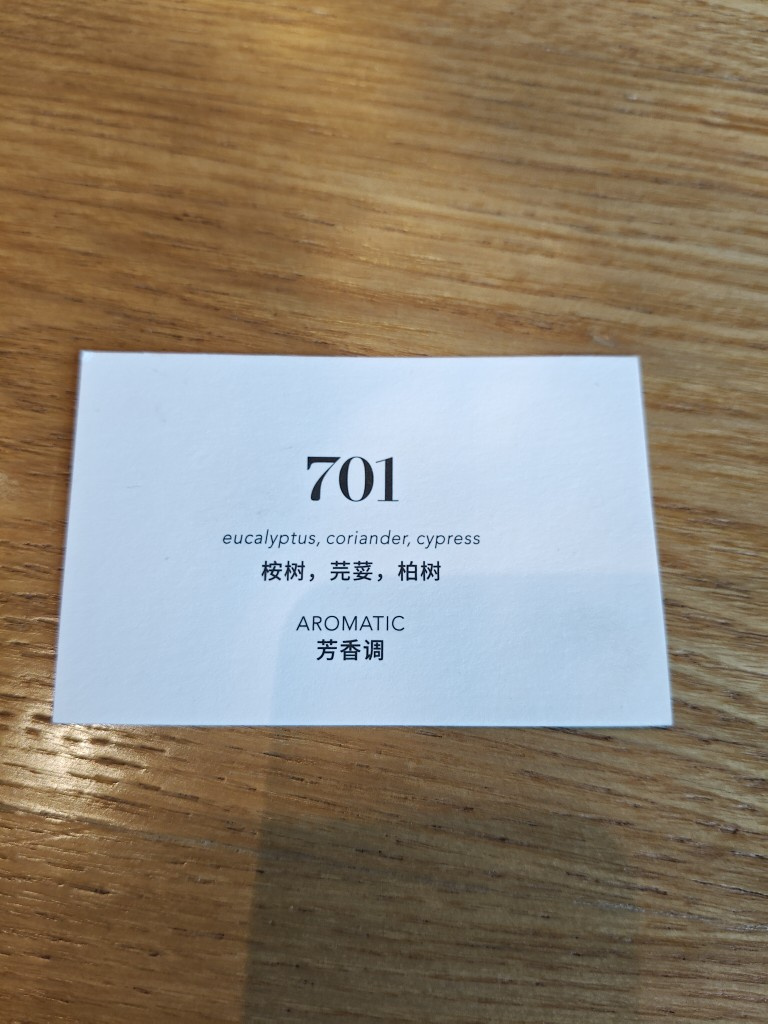 701
eucalyptus, coriander, cypress
桉树，芫荽，柏树
AROMATIC
芳香调